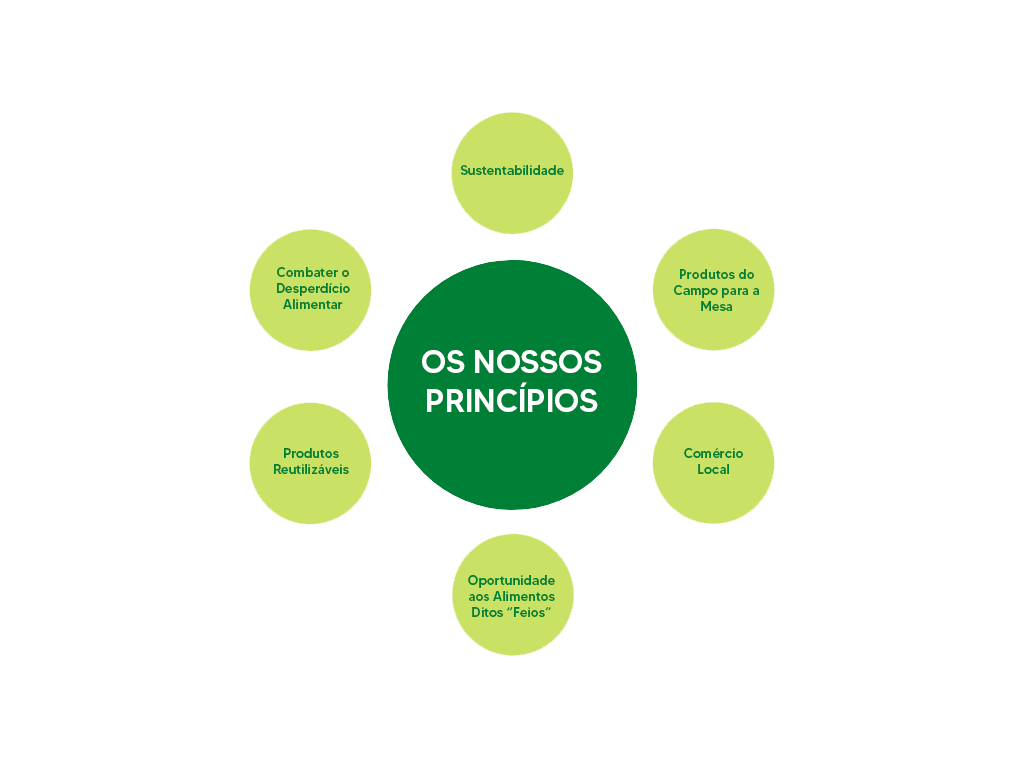 Sustentabilidade
Combater o
Desperdício
Alimentar
Produtos do
Campo para a
Mesa
OS NOSSOS
PRINCÍPIOS
Produtos
Reutilizáveis
Comércio
Local
Oportunidade
aos Alimentos
Ditos “Feios”